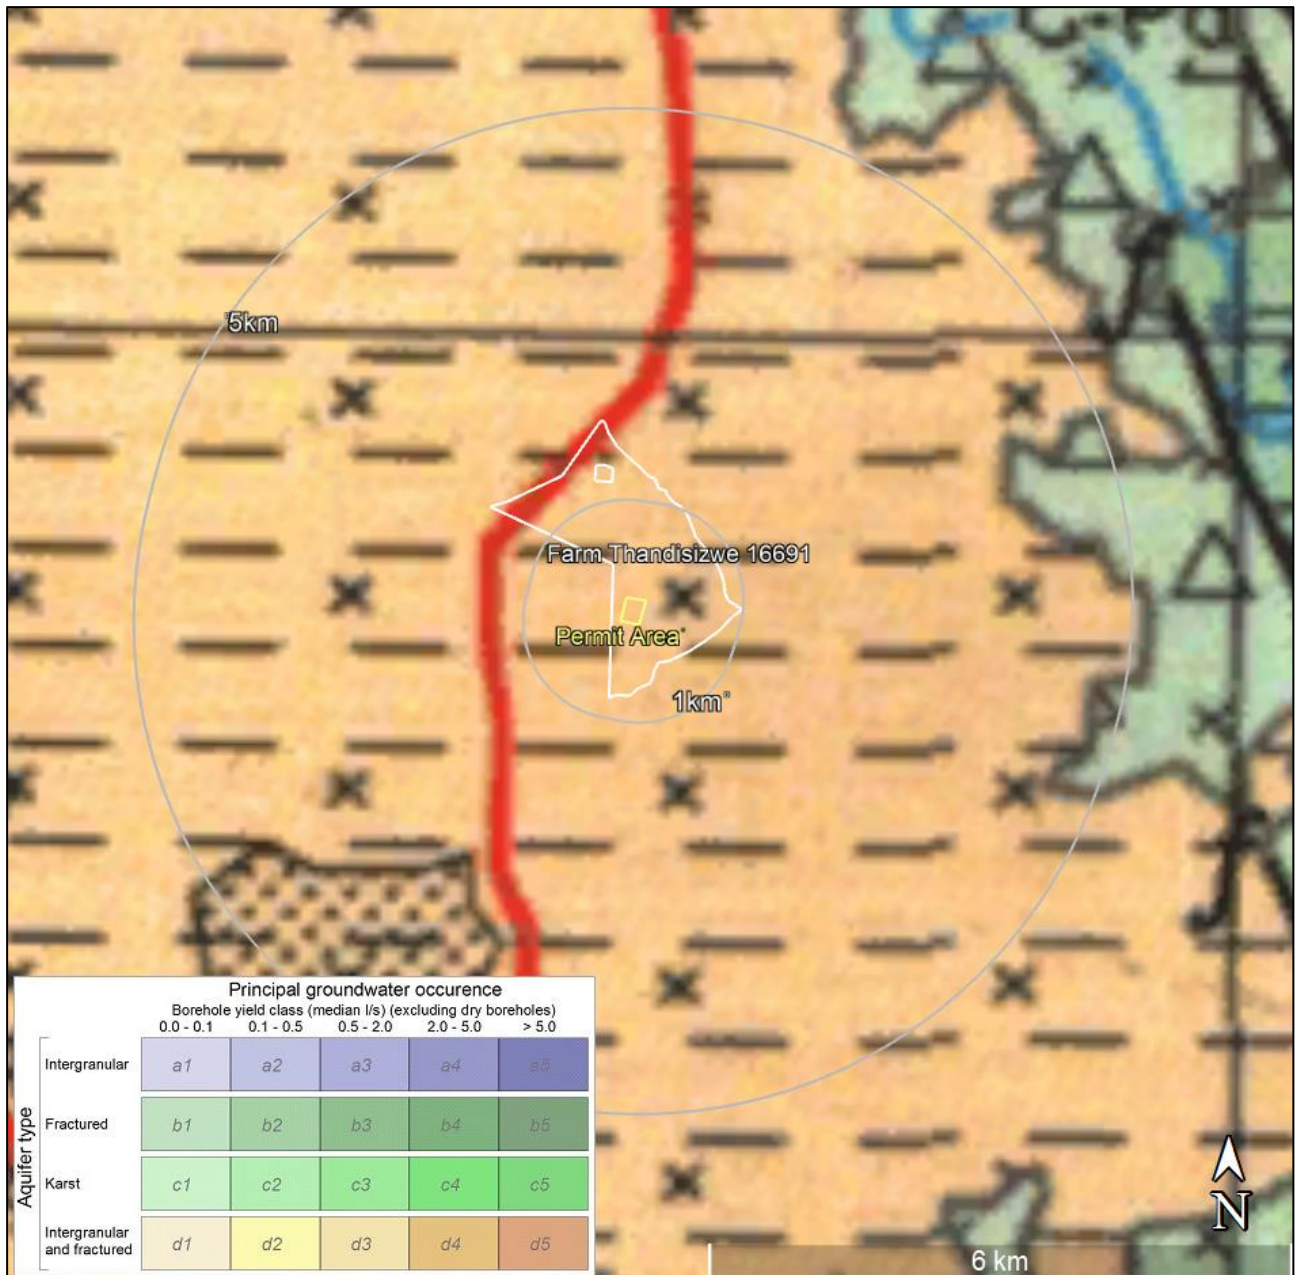 5km
Farm Thandisizwe 16691
Permit Area
1km
Principal groundwater occurence
Borehole yield class (median l/s) (excluding dry boreholes)
0.0 - 0.1 0.1 - 0.5 0.5 - 2.0 2.0 - 5.0 > 5.0
Aquifer type
Intergranular a1 a2 a3 a4 a5
Fractured b1 b2 b3 b4 b5
Karst c1 c2 c3 c4 c5
Intergranular
and fractured d1 d2 d3 d4 d5
N
6 km